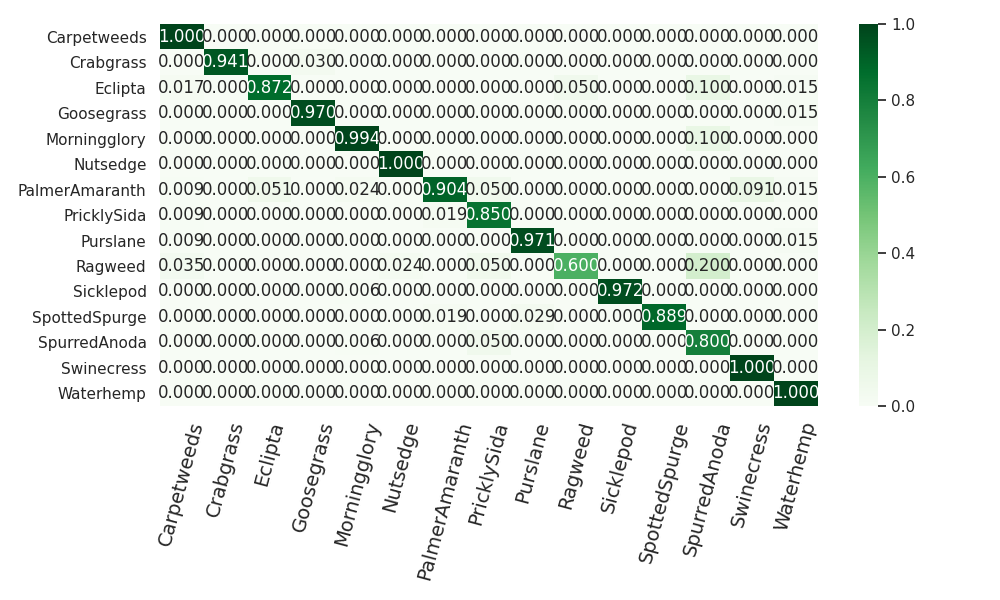 Carpetweeds 1.000 0.000 0.000 0.000 0.000 0.000 0.000 0.000 0.000 0.000 0.000 0.000 0.000 0.000 0.000
Crabgrass 0.000 0.941 0.000 0.030 0.000 0.000 0.000 0.000 0.000 0.000 0.000 0.000 0.000 0.000 0.000
Eclipta 0.017 0.000 0.872 0.000 0.000 0.000 0.000 0.000 0.000 0.050 0.000 0.000 0.100 0.000 0.015
Goosegrass 0.000 0.000 0.000 0.970 0.000 0.000 0.000 0.000 0.000 0.000 0.000 0.000 0.000 0.000 0.015
Morningglory 0.000 0.000 0.000 0.000 0.994 0.000 0.000 0.000 0.000 0.000 0.000 0.000 0.100 0.000 0.000
Nutsedge 0.000 0.000 0.000 0.000 0.000 1.000 0.000 0.000 0.000 0.000 0.000 0.000 0.000 0.000 0.000
PalmerAmaranth 0.009 0.000 0.051 0.000 0.024 0.000 0.904 0.050 0.000 0.000 0.000 0.000 0.000 0.091 0.015
PricklySida 0.009 0.000 0.000 0.000 0.000 0.000 0.019 0.850 0.000 0.000 0.000 0.000 0.000 0.000 0.000
Purslane 0.009 0.000 0.000 0.000 0.000 0.000 0.000 0.000 0.971 0.000 0.000 0.000 0.000 0.000 0.015
Ragweed 0.035 0.000 0.000 0.000 0.000 0.024 0.000 0.050 0.000 0.600 0.000 0.000 0.200 0.000 0.000
Sicklepod 0.000 0.000 0.000 0.000 0.006 0.000 0.000 0.000 0.000 0.000 0.972 0.000 0.000 0.000 0.000
SpottedSpurge 0.000 0.000 0.000 0.000 0.000 0.000 0.019 0.000 0.029 0.000 0.000 0.889 0.000 0.000 0.000
SpurredAnoda 0.000 0.000 0.000 0.000 0.006 0.000 0.000 0.050 0.000 0.000 0.000 0.000 0.800 0.000 0.000
Swinecress 0.000 0.000 0.000 0.000 0.000 0.000 0.000 0.000 0.000 0.000 0.000 0.000 0.000 1.000 0.000
Waterhemp 0.000 0.000 0.000 0.000 0.000 0.000 0.000 0.000 0.000 0.000 0.000 0.000 0.000 0.000 1.000
Carpetweeds
Crabgrass
Eclipta
Goosegrass
Morningglory
Nutsedge
PalmerAmaranth
PricklySida
Purslane
Ragweed
Sicklepod
SpottedSpurge
SpurredAnoda
Swinecress
Waterhemp
1.0
0.8
0.6
0.4
0.2
0.0